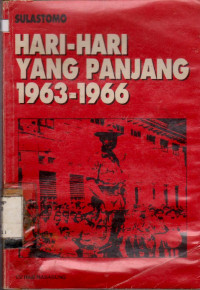 SULASTOMO
HARI-HARI
YANG PANJANG
1963-1966